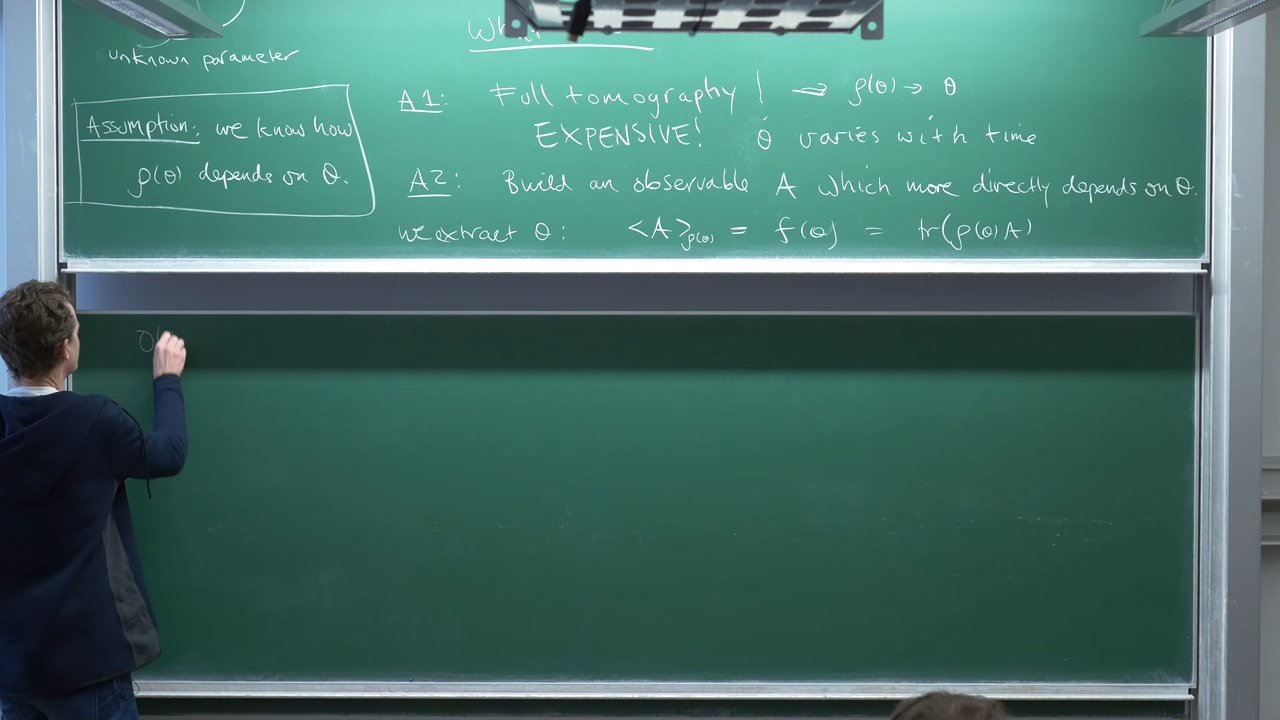 unknown parameter
Assumption: we know how
ρ(θ) depends on θ.
A1: Full tomography! → ρ(θ) → θ
EXPENSIVE! θ varies with time
A2: Build an observable A which more directly depends on θ.
we extract θ: <A>ρ(θ) = f(θ) = tr(ρ(θ)A)